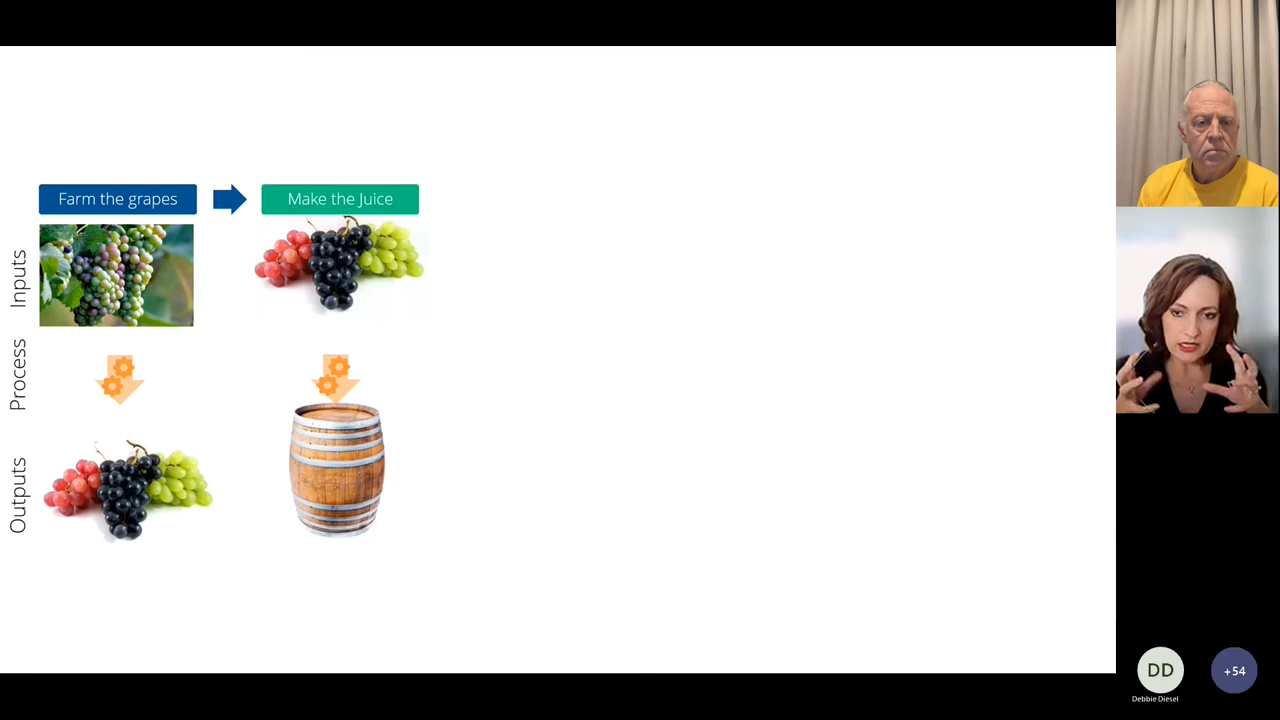 Farm the grapes
Make the Juice
Inputs
Process
Outputs
DD
Debbie Diesel
+54